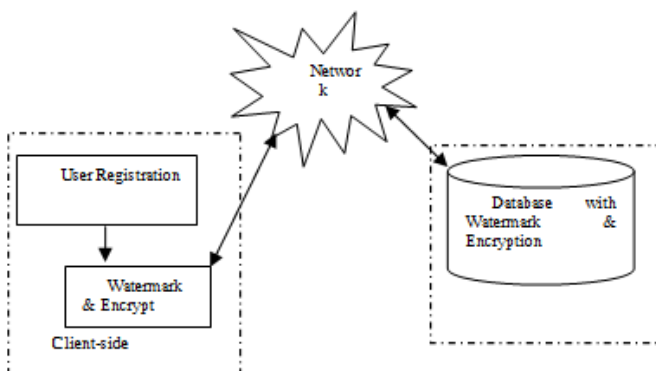 Networ
k
User Registration
Watermark
& Encrypt
Client-side
Database with
Watermark &
Encryption